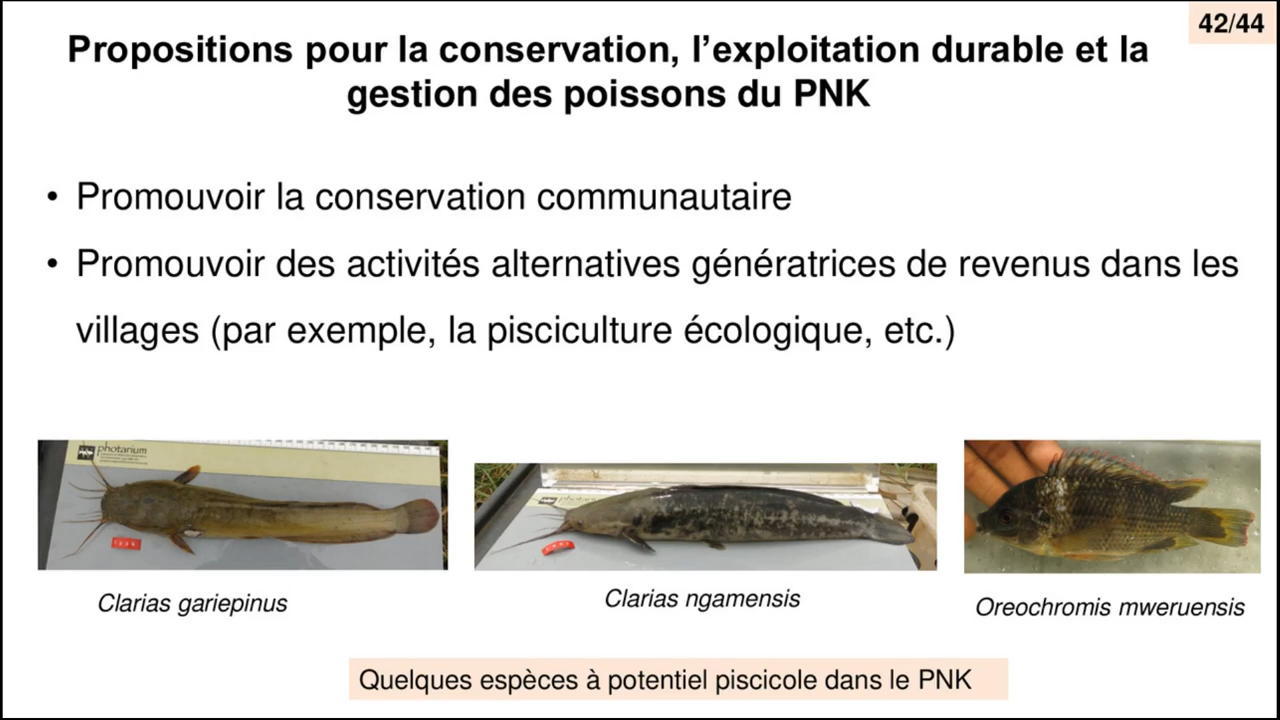 42/44
Propositions pour la conservation, l’exploitation durable et la
gestion des poissons du PNK
• Promouvoir la conservation communautaire
• Promouvoir des activités alternatives génératrices de revenus dans les
villages (par exemple, la pisciculture écologique, etc.)
photarium
Clarias gariepinus
Clarias ngamensis
Oreochromis mweruensis
Quelques espèces à potentiel piscicole dans le PNK